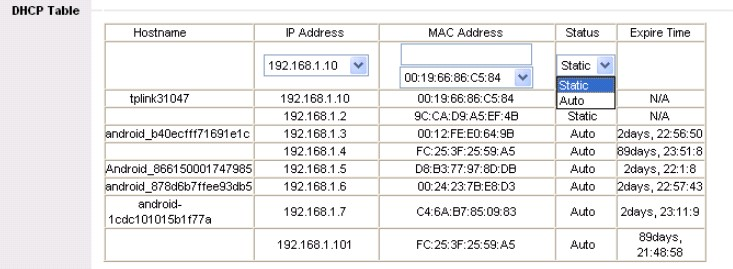 DHCP Table
Hostname IP Address MAC Address Status Expire Time
192.168.1.10 00:19:66:86:C5:84 Static
Static
Auto
tplink31047 192.168.1.10 00:19:66:86:C5:84 N/A
192.168.1.2 9C:CA:D9:A5:EF:4B Static N/A
android_b40ecfff71691e1c 192.168.1.3 00:12:FE:E0:64:9B Auto 2days, 22:56:50
192.168.1.4 FC:25:3F:25:59:A5 Auto 89days, 23:51:8
Android_866150001747985 192.168.1.5 D8:B3:77:97:8D:DB Auto 2days, 22:1:8
android_878d6b7ffee93db5 192.168.1.6 00:24:23:7B:E8:D3 Auto 2days, 22:57:43
android-
1cdc101015b1f77a 192.168.1.7 C4:6A:B7:85:09:83 Auto 2days, 23:11:9
192.168.1.101 FC:25:3F:25:59:A5 Auto 89days,
21:48:58